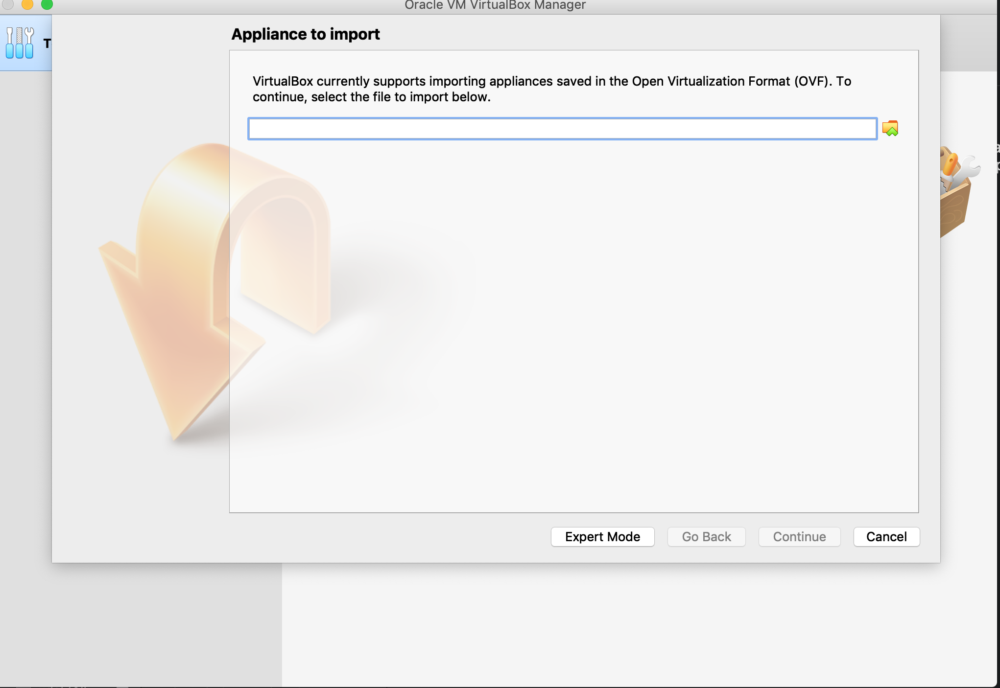 Oracle VM VirtualBox Manager
T
Appliance to import
VirtualBox currently supports importing appliances saved in the Open Virtualization Format (OVF). To
continue, select the file to import below.
Expert Mode
Go Back
Continue
Cancel